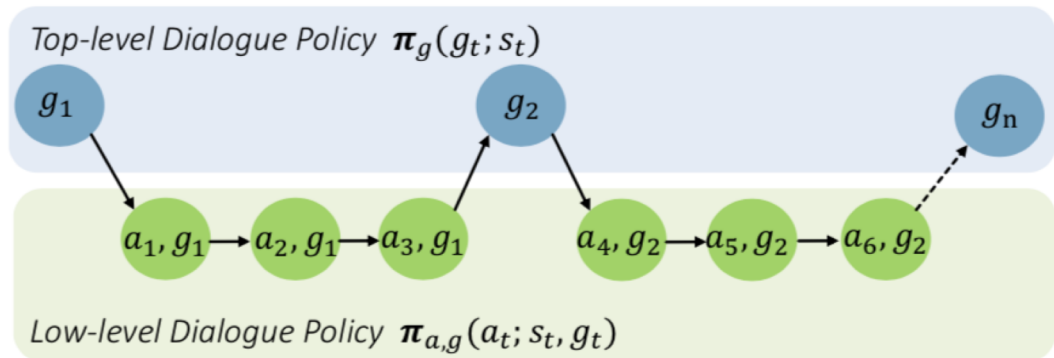 Top-level Dialogue Policy π_g(g_t; s_t)
g_1
g_2
g_n
a_1, g_1
a_2, g_1
a_3, g_1
a_4, g_2
a_5, g_2
a_6, g_2
Low-level Dialogue Policy π_{a,g}(a_t; s_t, g_t)